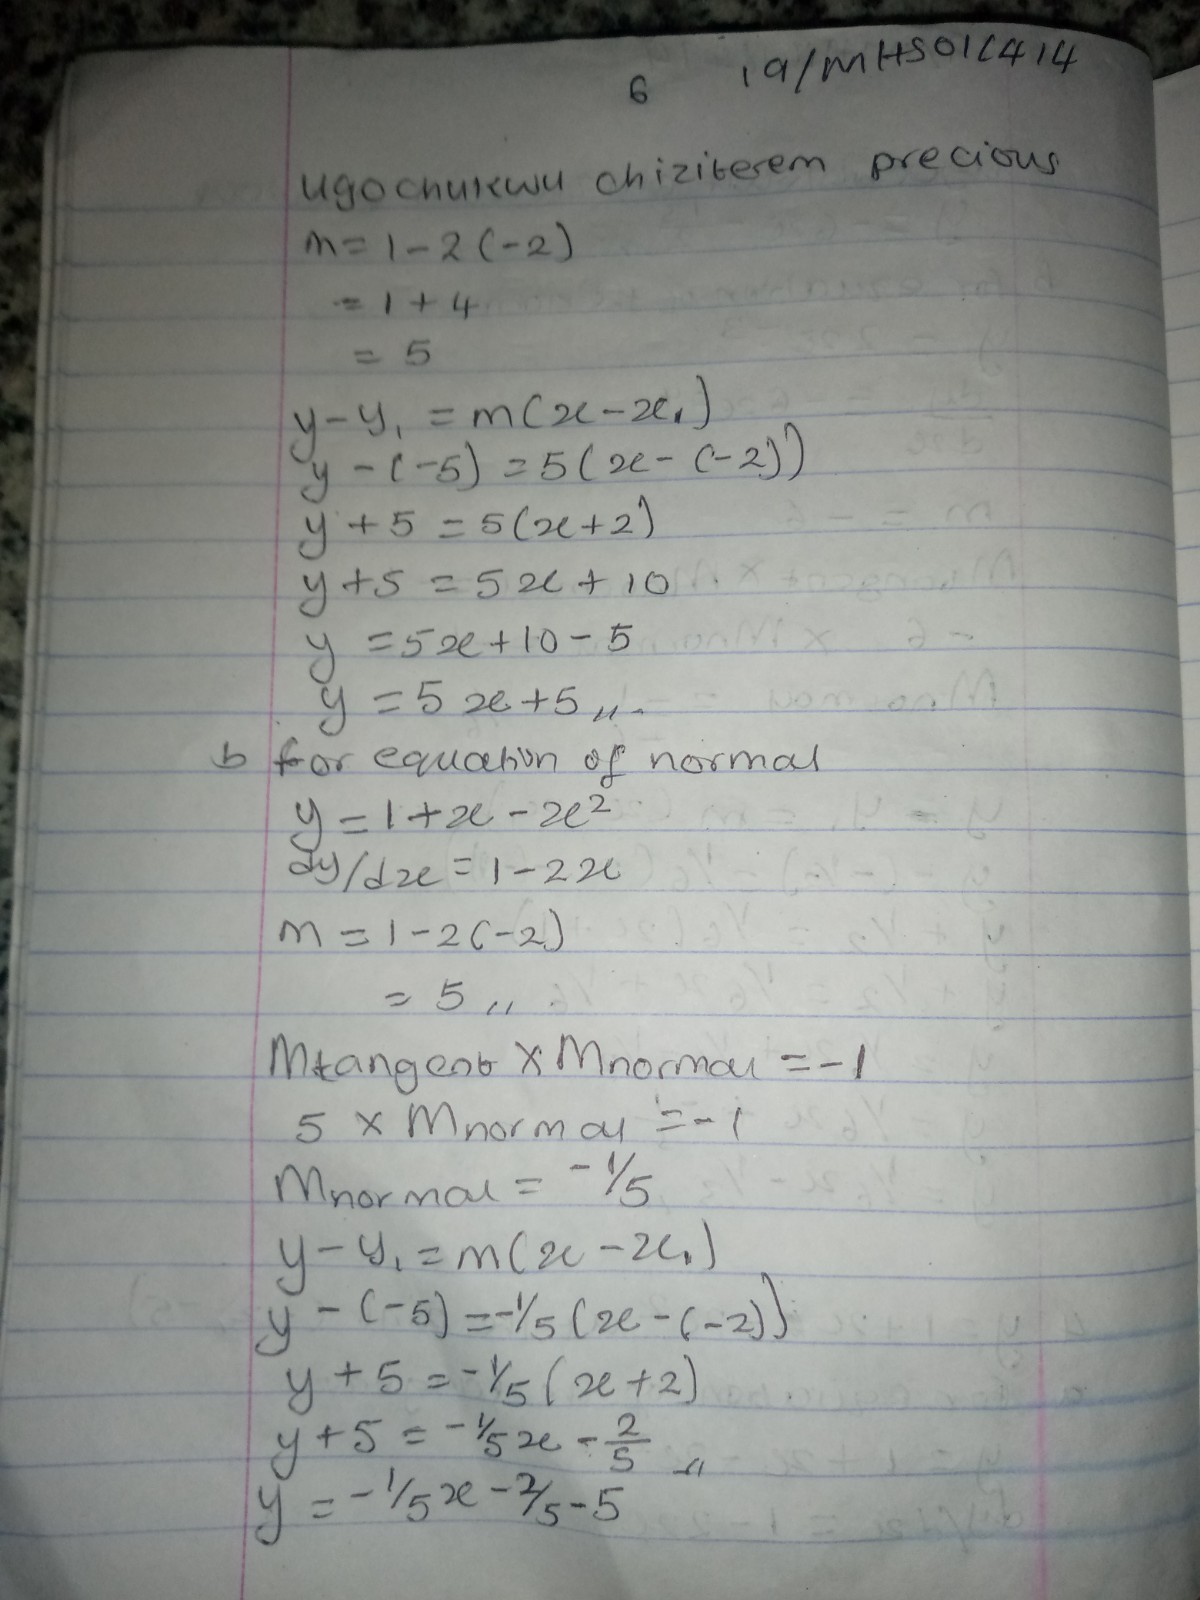 6 19/MHS01/414
Ugochukwu chiziterem precious
m = 1 - 2(-2)
= 1 + 4
= 5
y - y₁ = m(x - x₁)
y - (-5) = 5(x - (-2))
y + 5 = 5(x + 2)
y + 5 = 5x + 10
y = 5x + 10 - 5
y = 5x + 5,,.
b for equation of normal
y = 1 + x - x²
dy/dx = 1 - 2x
m = 1 - 2(-2)
= 5,,.
Mtangent × Mnormal = -1
5 × Mnormal = -1
Mnormal = -1/5
y - y₁ = m(x - x₁)
y - (-5) = -1/5(x - (-2))
y + 5 = -1/5(x + 2)
y + 5 = -1/5x - 2/5 ,,
y = -1/5x - 2/5 - 5